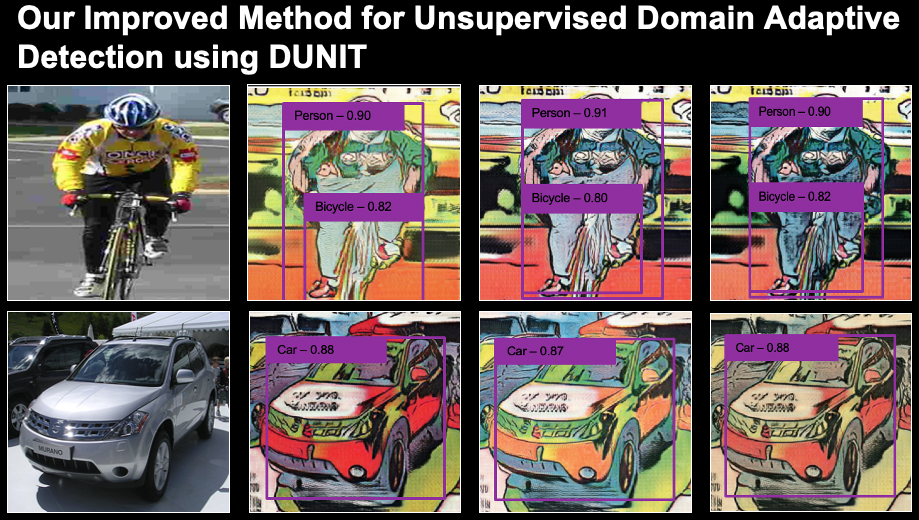 Our Improved Method for Unsupervised Domain Adaptive
Detection using DUNIT
Person – 0.90
Bicycle – 0.82
Person – 0.91
Bicycle – 0.80
Person – 0.90
Bicycle – 0.82
MURANO
Car – 0.88
Car – 0.87
Car – 0.88